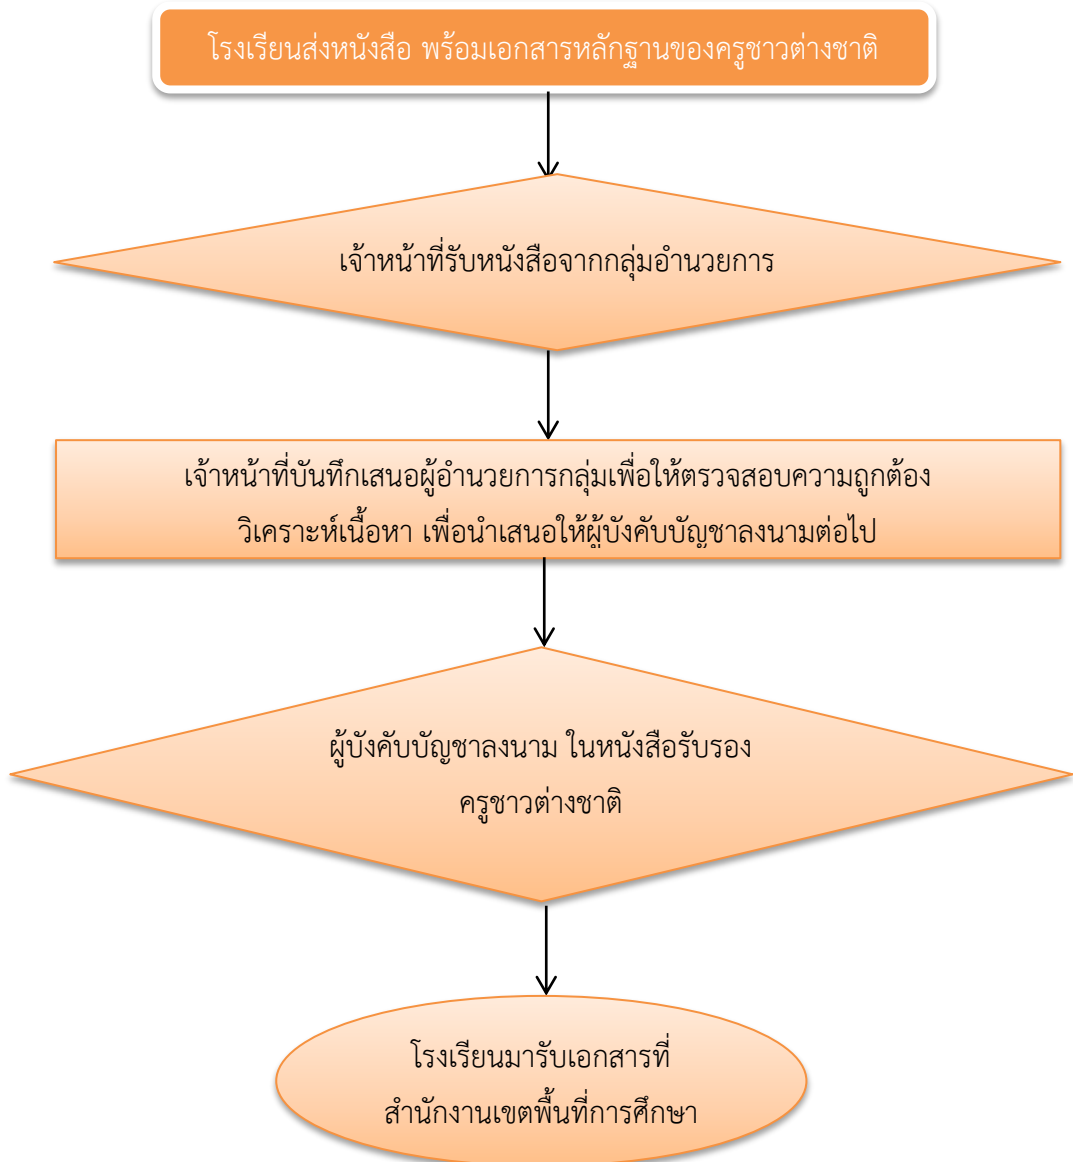 โรงเรียนส่งหนังสือ พร้อมเอกสารหลักฐานของครูชาวต่างชาติ
เจ้าหน้าที่รับหนังสือจากกลุ่มอำนวยการ
เจ้าหน้าที่บันทึกเสนอผู้อำนวยการกลุ่มเพื่อให้ตรวจสอบความถูกต้อง
วิเคราะห์เนื้อหา เพื่อนำเสนอให้ผู้บังคับบัญชาลงนามต่อไป
ผู้บังคับบัญชาลงนาม ในหนังสือรับรอง
ครูชาวต่างชาติ
โรงเรียนมารับเอกสารที่
สำนักงานเขตพื้นที่การศึกษา